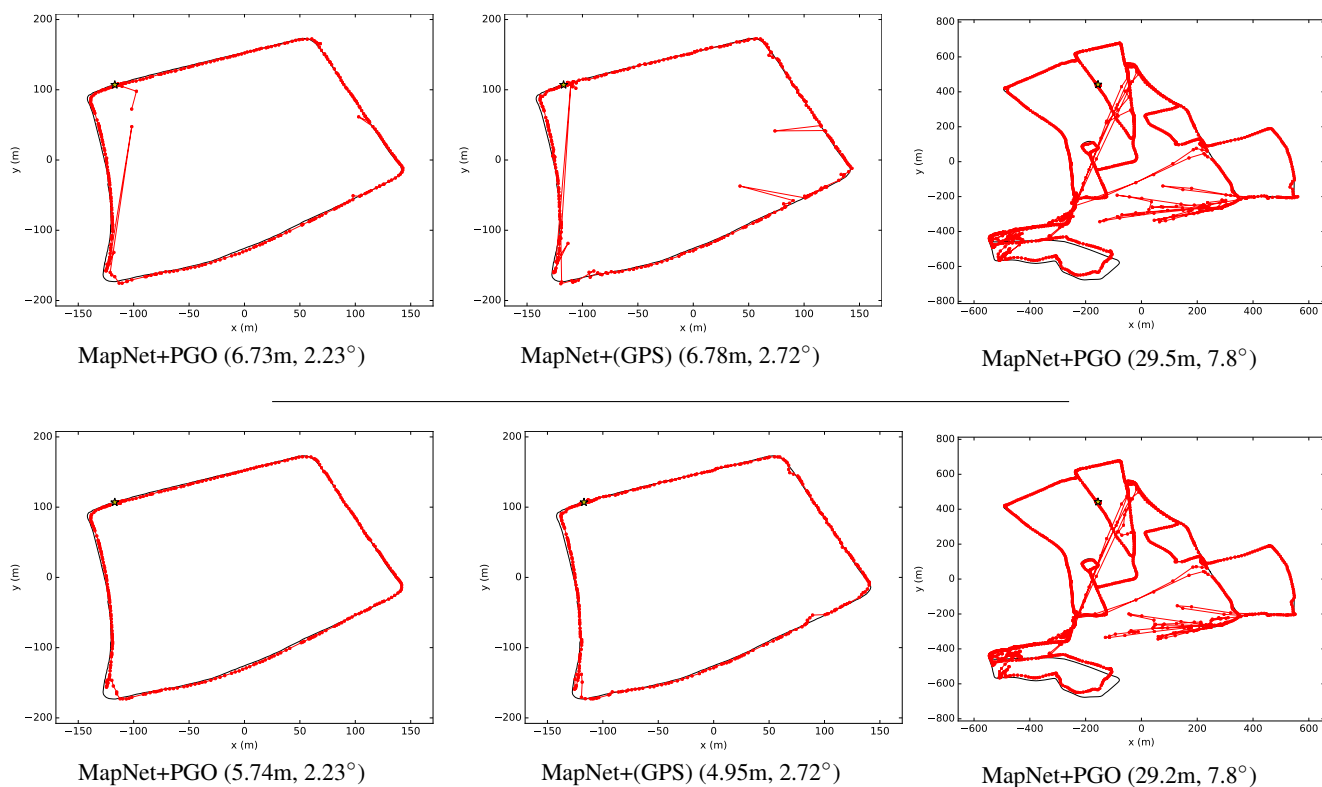 200
100
0
−100
−200
y (m)
−150 −100 −50 0 50 100 150
x (m)
MapNet+PGO (6.73m, 2.23°)
200
100
0
−100
−200
y (m)
−150 −100 −50 0 50 100 150
x (m)
MapNet+(GPS) (6.78m, 2.72°)
800
600
400
200
0
−200
−400
−600
−800
y (m)
−600 −400 −200 0 200 400 600
x (m)
MapNet+PGO (29.5m, 7.8°)
200
100
0
−100
−200
y (m)
−150 −100 −50 0 50 100 150
x (m)
MapNet+PGO (5.74m, 2.23°)
200
100
0
−100
−200
y (m)
−150 −100 −50 0 50 100 150
x (m)
MapNet+(GPS) (4.95m, 2.72°)
800
600
400
200
0
−200
−400
−600
−800
y (m)
−600 −400 −200 0 200 400 600
x (m)
MapNet+PGO (29.2m, 7.8°)